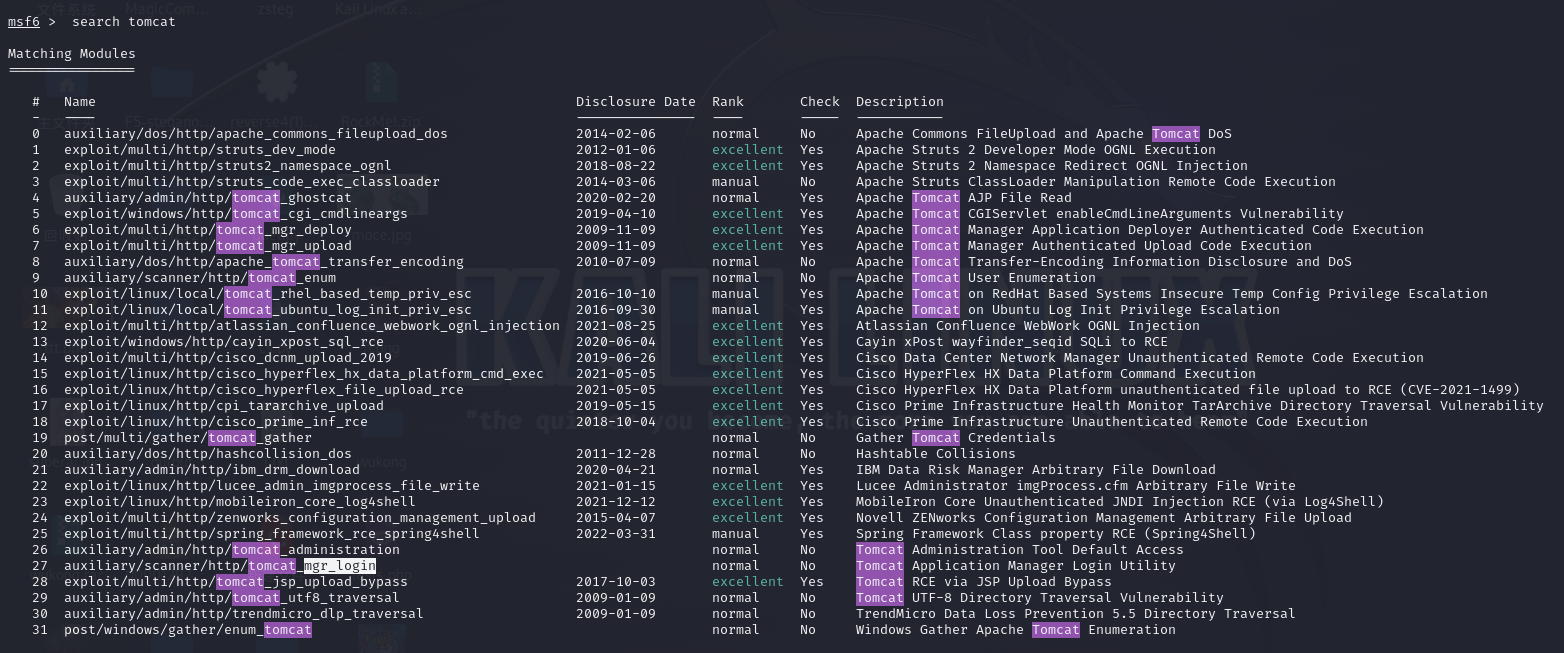 文件系统 MagicCom... zsteg Kali Linux a...
msf6 > search tomcat
Matching Modules
================
# Name Disclosure Date Rank Check Description
- ---- --------------- ---- ----- -----------
0 auxiliary/dos/http/apache_commons_fileupload_dos 2014-02-06 normal No Apache Commons FileUpload and Apache Tomcat DoS
1 exploit/multi/http/struts_dev_mode 2012-01-06 excellent Yes Apache Struts 2 Developer Mode OGNL Execution
2 exploit/multi/http/struts2_namespace_ognl 2018-08-22 excellent Yes Apache Struts 2 Namespace Redirect OGNL Injection
3 exploit/multi/http/struts_code_exec_classloader 2014-03-06 manual No Apache Struts ClassLoader Manipulation Remote Code Execution
4 auxiliary/admin/http/tomcat_ghostcat 2020-02-20 normal Yes Apache Tomcat AJP File Read
5 exploit/windows/http/tomcat_cgi_cmdlineargs 2019-04-10 excellent Yes Apache Tomcat CGIServlet enableCmdLineArguments Vulnerability
6 exploit/multi/http/tomcat_mgr_deploy 2009-11-09 excellent Yes Apache Tomcat Manager Application Deployer Authenticated Code Execution
7 exploit/multi/http/tomcat_mgr_upload 2009-11-09 excellent Yes Apache Tomcat Manager Authenticated Upload Code Execution
8 auxiliary/dos/http/apache_tomcat_transfer_encoding 2010-07-09 normal No Apache Tomcat Transfer-Encoding Information Disclosure and DoS
9 auxiliary/scanner/http/tomcat_enum normal No Apache Tomcat User Enumeration
10 exploit/linux/local/tomcat_rhel_based_temp_priv_esc 2016-10-10 manual Yes Apache Tomcat on RedHat Based Systems Insecure Temp Config Privilege Escalation
11 exploit/linux/local/tomcat_ubuntu_log_init_priv_esc 2016-09-30 manual Yes Apache Tomcat on Ubuntu Log Init Privilege Escalation
12 exploit/multi/http/atlassian_confluence_webwork_ognl_injection 2021-08-25 excellent Yes Atlassian Confluence WebWork OGNL Injection
13 exploit/windows/http/cayin_xpost_sql_rce 2020-06-04 excellent Yes Cayin xPost wayfinder_seqid SQLi to RCE
14 exploit/multi/http/cisco_dcnm_upload_2019 2019-06-26 excellent Yes Cisco Data Center Network Manager Unauthenticated Remote Code Execution
15 exploit/linux/http/cisco_hyperflex_hx_data_platform_cmd_exec 2021-05-05 excellent Yes Cisco HyperFlex HX Data Platform Command Execution
16 exploit/linux/http/cisco_hyperflex_file_upload_rce 2021-05-05 excellent Yes Cisco HyperFlex HX Data Platform unauthenticated file upload to RCE (CVE-2021-1499)
17 exploit/linux/http/cpi_tararchive_upload 2019-05-15 excellent Yes Cisco Prime Infrastructure Health Monitor TarArchive Directory Traversal Vulnerability
18 exploit/linux/http/cisco_prime_inf_rce 2018-10-04 excellent Yes Cisco Prime Infrastructure Unauthenticated Remote Code Execution
19 post/multi/gather/tomcat_gather normal No Gather Tomcat Credentials
20 auxiliary/dos/http/hashcollision_dos 2011-12-28 normal No Hashtable Collisions
21 auxiliary/admin/http/ibm_drm_download 2020-04-21 normal Yes IBM Data Risk Manager Arbitrary File Download
22 exploit/linux/http/lucee_admin_imgprocess_file_write 2021-01-15 excellent Yes Lucee Administrator imgProcess.cfm Arbitrary File Write
23 exploit/linux/http/mobileiron_core_log4shell 2021-12-12 excellent Yes MobileIron Core Unauthenticated JNDI Injection RCE (via Log4Shell)
24 exploit/multi/http/zenworks_configuration_management_upload 2015-04-07 excellent Yes Novell ZENworks Configuration Management Arbitrary File Upload
25 exploit/multi/http/spring_framework_rce_spring4shell 2022-03-31 manual Yes Spring Framework Class property RCE (Spring4Shell)
26 auxiliary/admin/http/tomcat_administration normal No Tomcat Administration Tool Default Access
27 auxiliary/scanner/http/tomcat_mgr_login normal No Tomcat Application Manager Login Utility
28 exploit/multi/http/tomcat_jsp_upload_bypass 2017-10-03 excellent Yes Tomcat RCE via JSP Upload Bypass
29 auxiliary/admin/http/tomcat_utf8_traversal 2009-01-09 normal No Tomcat UTF-8 Directory Traversal Vulnerability
30 auxiliary/admin/http/trendmicro_dlp_traversal 2009-01-09 normal No TrendMicro Data Loss Prevention 5.5 Directory Traversal
31 post/windows/gather/enum_tomcat normal No Windows Gather Apache Tomcat Enumeration